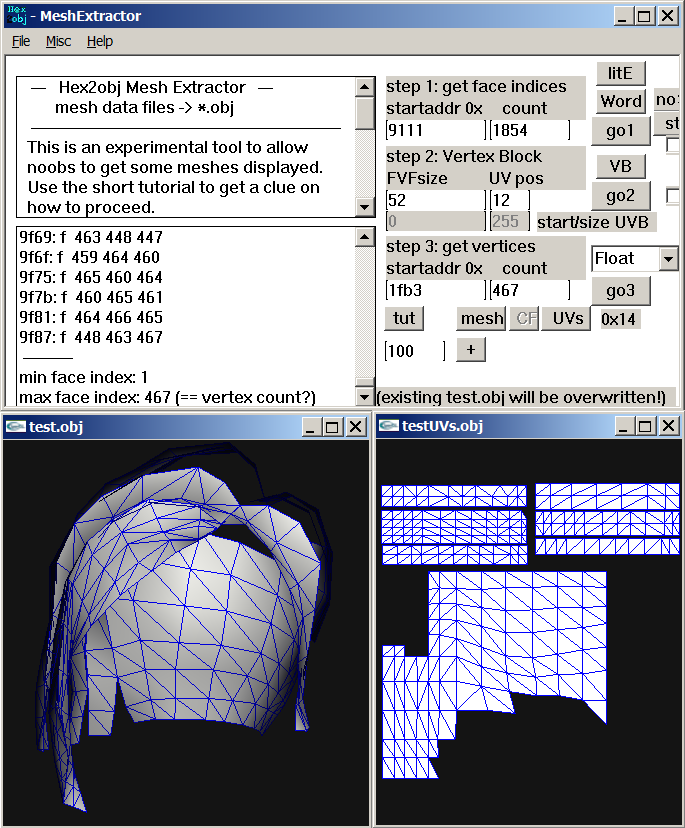 Hex obj - MeshExtractor
File Misc Help
— Hex2obj Mesh Extractor —
mesh data files -> *.obj
This is an experimental tool to allow
noobs to get some meshes displayed.
Use the short tutorial to get a clue on
how to proceed.
step 1: get face indices
startaddr 0x count
9111 1854
litE
Word
go1
no
st
step 2: Vertex Block
FVFsize UV pos
52 12
0 255 start/size UVB
VB
go2
step 3: get vertices
startaddr 0x count
1fb3 467
Float
go3
tut mesh CF UVs 0x14
100 +
(existing test.obj will be overwritten!)
9f69: f 463 448 447
9f6f: f 459 464 460
9f75: f 465 460 464
9f7b: f 460 465 461
9f81: f 464 466 465
9f87: f 448 463 467
min face index: 1
max face index: 467 (== vertex count?)
test.obj
testUVs.obj